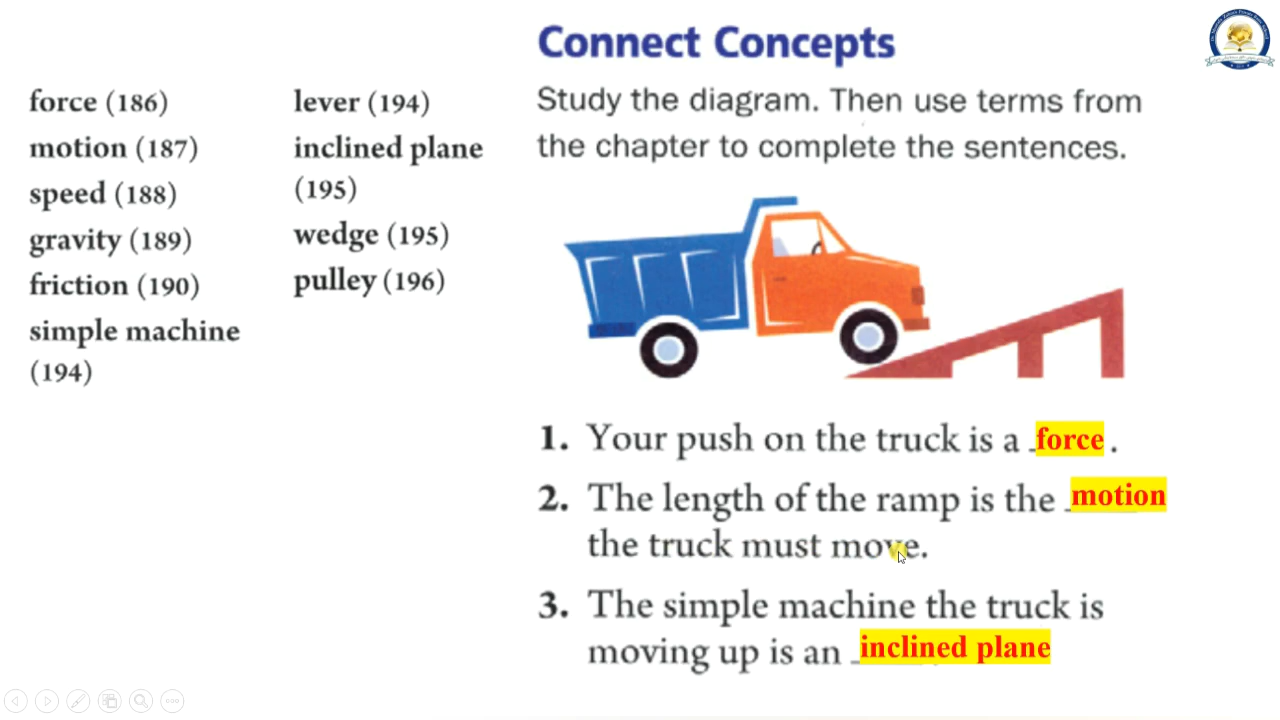 Connect Concepts
force (186)
motion (187)
speed (188)
gravity (189)
friction (190)
simple machine
(194)
lever (194)
inclined plane
(195)
wedge (195)
pulley (196)
Study the diagram. Then use terms from
the chapter to complete the sentences.
1. Your push on the truck is a force .
2. The length of the ramp is the motion
the truck must move.
3. The simple machine the truck is
moving up is an inclined plane